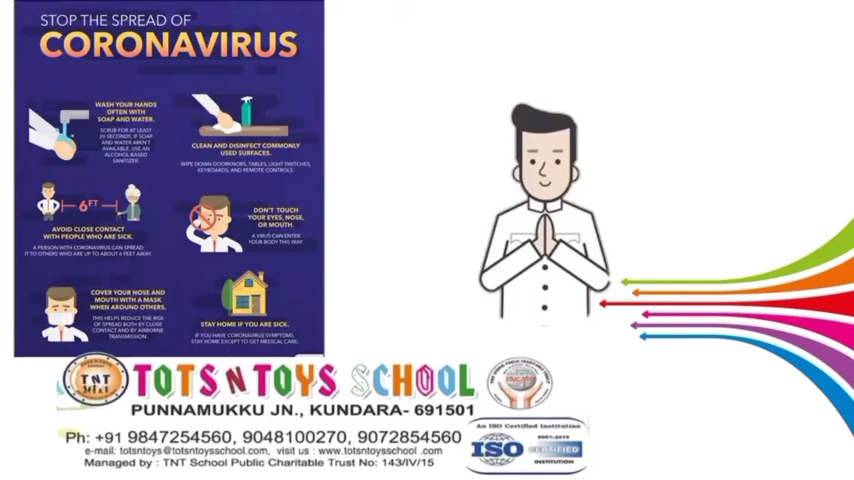 STOP THE SPREAD OF
CORONAVIRUS
WASH YOUR HANDS
OFTEN WITH
SOAP AND WATER.
SCRUB FOR AT LEAST
20 SECONDS. IF SOAP
AND WATER AREN'T
AVAILABLE, USE AN
ALCOHOL-BASED
SANITIZER.
CLEAN AND DISINFECT COMMONLY
USED SURFACES.
WIPE DOWN DOORKNOBS, TABLES, LIGHT SWITCHES,
KEYBOARDS, AND REMOTE CONTROLS.
6FT
AVOID CLOSE CONTACT
WITH PEOPLE WHO ARE SICK.
A PERSON WITH CORONAVIRUS CAN SPREAD
IT TO OTHERS WHO ARE UP TO ABOUT 6 FEET AWAY.
DON'T TOUCH
YOUR EYES, NOSE,
OR MOUTH.
A VIRUS CAN ENTER
YOUR BODY THIS WAY.
COVER YOUR NOSE AND
MOUTH WITH A MASK
WHEN AROUND OTHERS.
THIS HELPS REDUCE THE RISK
OF SPREAD BOTH BY CLOSE
CONTACT AND BY AIRBORNE
TRANSMISSION.
STAY HOME IF YOU ARE SICK.
IF YOU HAVE CORONAVIRUS SYMPTOMS,
STAY HOME EXCEPT TO GET MEDICAL CARE.
TNT
TOTS N TOYS SCHOOL
PUNNAMUKKU JN., KUNDARA- 691501
Ph: +91 9847254560, 9048100270, 9072854560
e-mail: totsntoys@totsntoysschool .com, visit us : www .totsntoysschool.com
Managed by : TNT School Public Charitable Trust No: 143/IV/15
An ISO Certified Institution
ISO
9001:2015
CERTIFIED
INSTITUTION